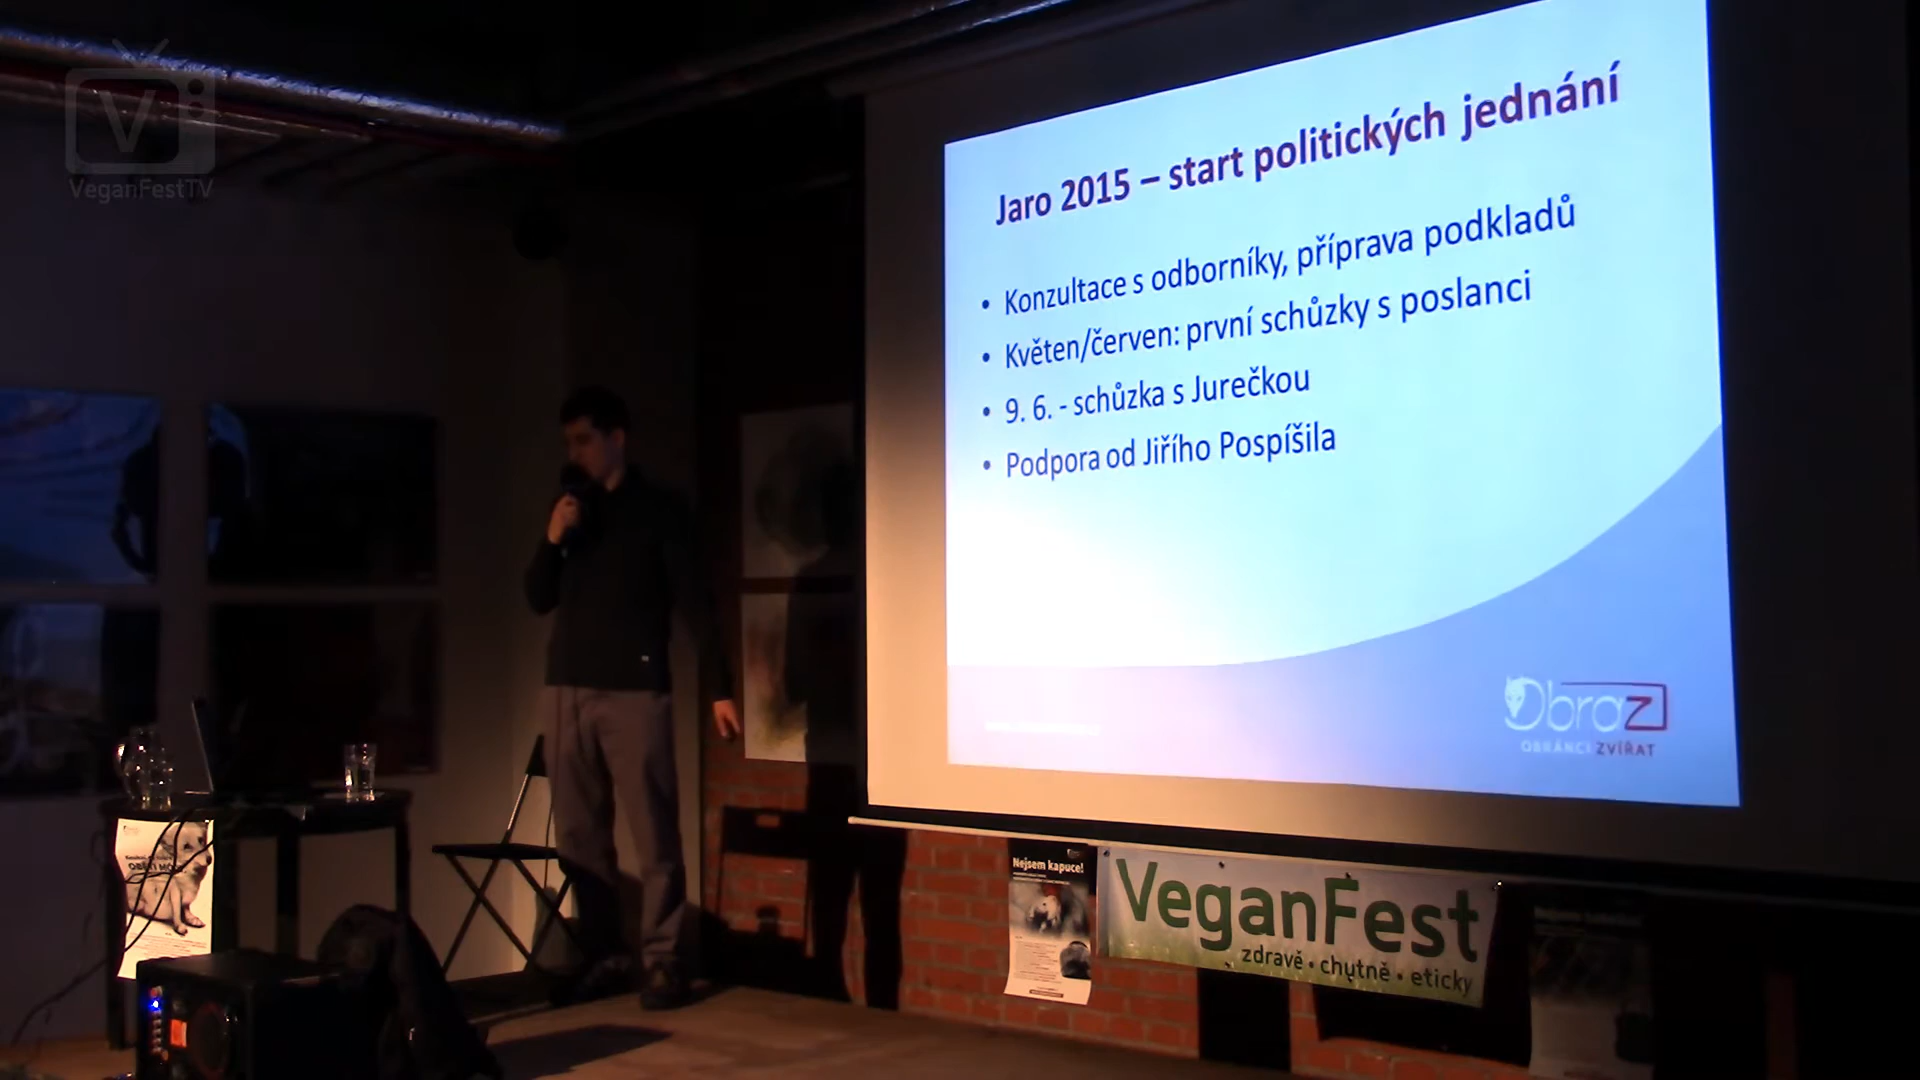 VeganFestTV
Jaro 2015 – start politických jednání
• Konzultace s odborníky, příprava podkladů
• Květen/červen: první schůzky s poslanci
• 9. 6. - schůzka s Jurečkou
• Podpora od Jiřího Pospíšila
Obraz
OBRÁNCI ZVÍŘAT
Nejsem kapuce!
VeganFest
zdravě • chutně • eticky